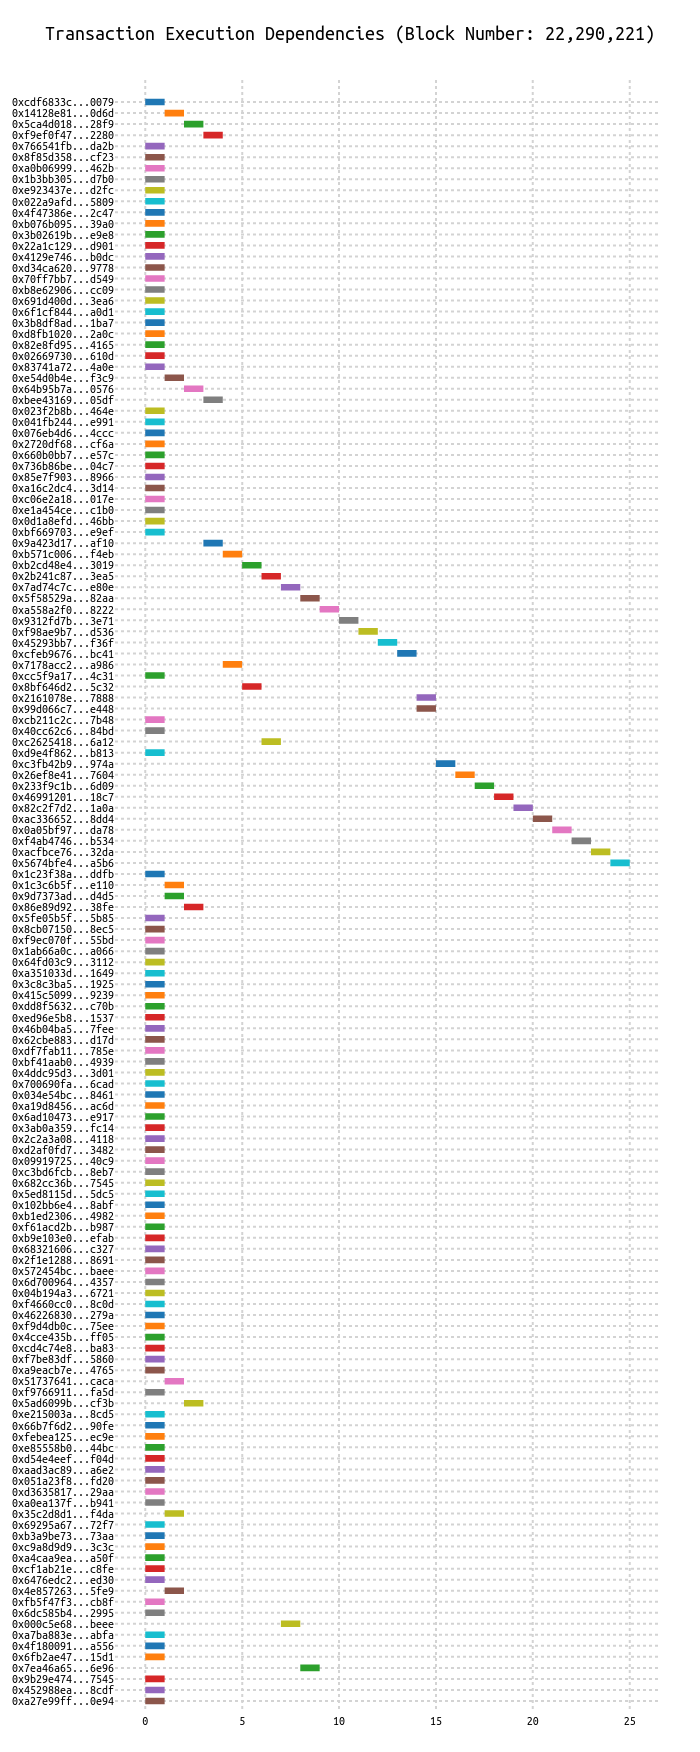 Transaction Execution Dependencies (Block Number: 22,290,221)
0xcdf6833c...0079
0x14128e81...0d6d
0x5ca4d018...28f9
0xf9ef0f47...2280
0x766541fb...da2b
0x8f85d358...cf23
0xa0b06999...462b
0x1b3bb305...d7b0
0xe923437e...d2fc
0x022a9afd...5809
0x4f47386e...2c47
0xb076b095...39a0
0x3b02619b...e9e8
0x22a1c129...d901
0x4129e746...b0dc
0xd34ca620...9778
0x70ff7bb7...d549
0xb8e62906...cc09
0x691d400d...3ea6
0x6f1cf844...a0d1
0x3b8df8ad...1ba7
0xd8fb1020...2a0c
0x82e8fd95...4165
0x02669730...610d
0x83741a72...4a0e
0xe54d0b4e...f3c9
0x64b95b7a...0576
0xbee43169...05df
0x023f2b8b...464e
0x041fb244...e991
0x076eb4d6...4ccc
0x2720df68...cf6a
0x660b0bb7...e57c
0x736b86be...04c7
0x85e7f903...8966
0xa16c2dc4...3d14
0xc06e2a18...017e
0xe1a454ce...c1b0
0x0d1a8efd...46bb
0xbf669703...e9ef
0x9a423d17...af10
0xb571c006...f4eb
0xb2cd48e4...3019
0x2b241c87...3ea5
0x7ad74c7c...e80e
0x5f58529a...82aa
0xa558a2f0...8222
0x9312fd7b...3e71
0xf98ae9b7...d536
0x45293bb7...f36f
0xcfeb9676...bc41
0x7178acc2...a986
0xcc5f9a17...4c31
0x8bf646d2...5c32
0x2161078e...7888
0x99d066c7...e448
0xcb211c2c...7b48
0x40cc62c6...84bd
0xc2625418...6a12
0xd9e4f862...b813
0xc3fb42b9...974a
0x26ef8e41...7604
0x233f9c1b...6d09
0x46991201...18c7
0x82c2f7d2...1a0a
0xac336652...8dd4
0x0a05bf97...da78
0xf4ab4746...b534
0xacfbce76...32da
0x5674bfe4...a5b6
0x1c23f38a...ddfb
0x1c3c6b5f...e110
0x9d7373ad...d4d5
0x86e89d92...38fe
0x5fe05b5f...5b85
0x8cb07150...8ec5
0xf9ec070f...55bd
0x1ab66a0c...a066
0x64fd03c9...3112
0xa351033d...1649
0x3c8c3ba5...1925
0x415c5099...9239
0xdd8f5632...c70b
0xed96e5b8...1537
0x46b04ba5...7fee
0x62cbe883...d17d
0xdf7fab11...785e
0xbf41aab0...4939
0x4ddc95d3...3d01
0x700690fa...6cad
0x034e54bc...8461
0xa19d8456...ac6d
0x6ad10473...e917
0x3ab0a359...fc14
0x2c2a3a08...4118
0xd2af0fd7...3482
0x09919725...40c9
0xc3bd6fcb...8eb7
0x682cc36b...7545
0x5ed8115d...5dc5
0x102bb6e4...8abf
0xb1ed2306...4982
0xf61acd2b...b987
0xb9e103e0...efab
0x68321606...c327
0x2f1e1288...8691
0x572454bc...baee
0x6d700964...4357
0x04b194a3...6721
0xf4660cc0...8c0d
0x46226830...279a
0xf9d4db0c...75ee
0x4cce435b...ff05
0xcd4c74e8...ba83
0xf7be83df...5860
0xa9eacb7e...4765
0x51737641...caca
0xf9766911...fa5d
0x5ad6099b...cf3b
0xe215003a...8cd5
0x66b7f6d2...90fe
0xfebea125...ec9e
0xe85558b0...44bc
0xd54e4eef...f04d
0xaad3ac89...a6e2
0x051a23f8...fd20
0xd3635817...29aa
0xa0ea137f...b941
0x35c2d8d1...f4da
0x69295a67...72f7
0xb3a9be73...73aa
0xc9a8d9d9...3c3c
0xa4caa9ea...a50f
0xcf1ab21e...c8fe
0x6476edc2...ed30
0x4e857263...5fe9
0xfb5f47f3...cb8f
0x6dc585b4...2995
0x000c5e68...beee
0xa7ba883e...abfa
0x4f180091...a556
0x6fb2ae47...15d1
0x7ea46a65...6e96
0x9b29e474...7545
0x452988ea...8cdf
0xa27e99ff...0e94
0 5 10 15 20 25